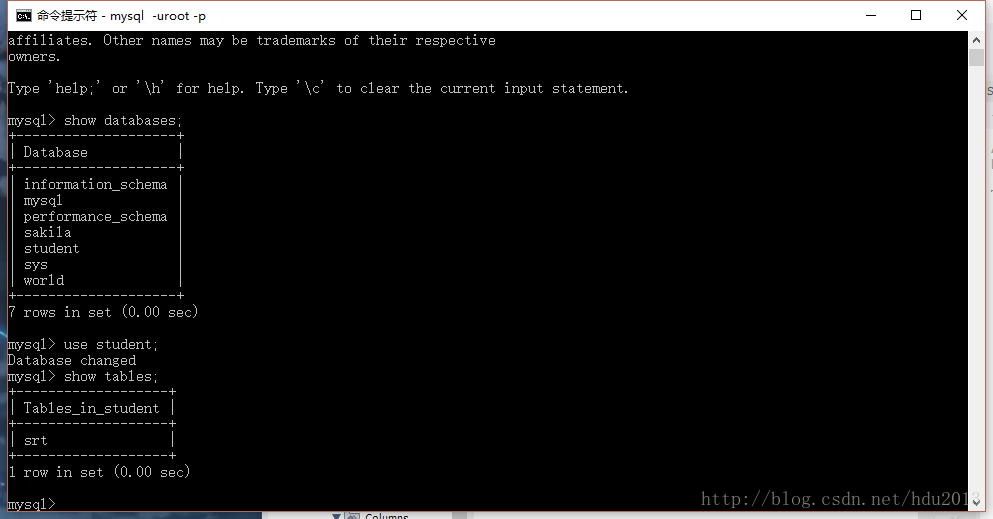 命令提示符 - mysql  -uroot -p
affiliates. Other names may be trademarks of their respective
owners.
Type 'help;' or '\h' for help. Type '\c' to clear the current input statement.
mysql> show databases;
+--------------------+
| Database           |
+--------------------+
| information_schema |
| mysql              |
| performance_schema |
| sakila             |
| student            |
| sys                |
| world              |
+--------------------+
7 rows in set (0.00 sec)
mysql> use student;
Database changed
mysql> show tables;
+-------------------+
| Tables_in_student |
+-------------------+
| srt               |
+-------------------+
1 row in set (0.00 sec)
mysql>
http://blog.csdn.net/hdu2013
Columns